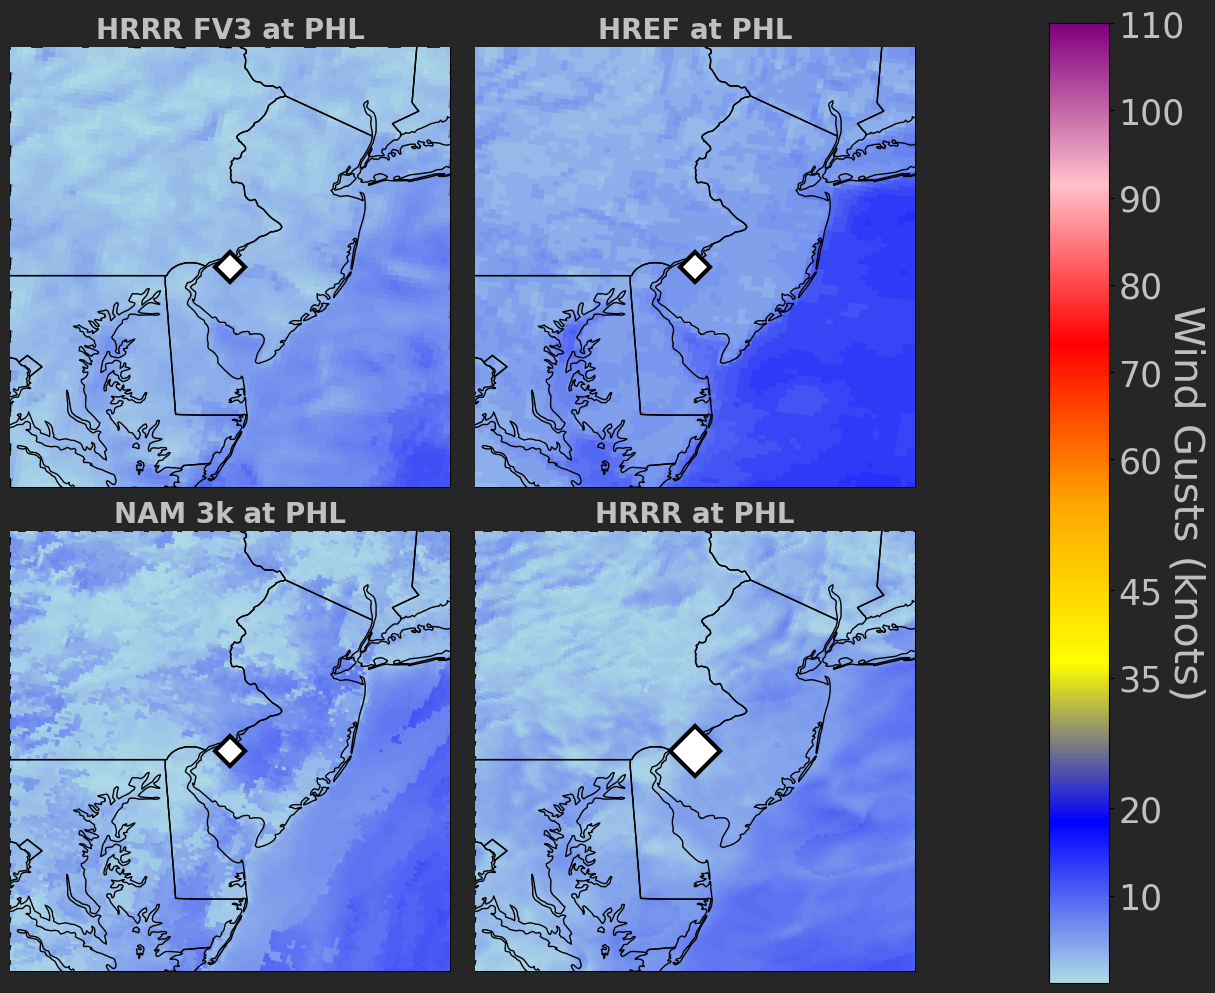 HRRR FV3 at PHL
HREF at PHL
NAM 3k at PHL
HRRR at PHL
110
100
90
80
70
60
45
35
20
10
Wind Gusts (knots)